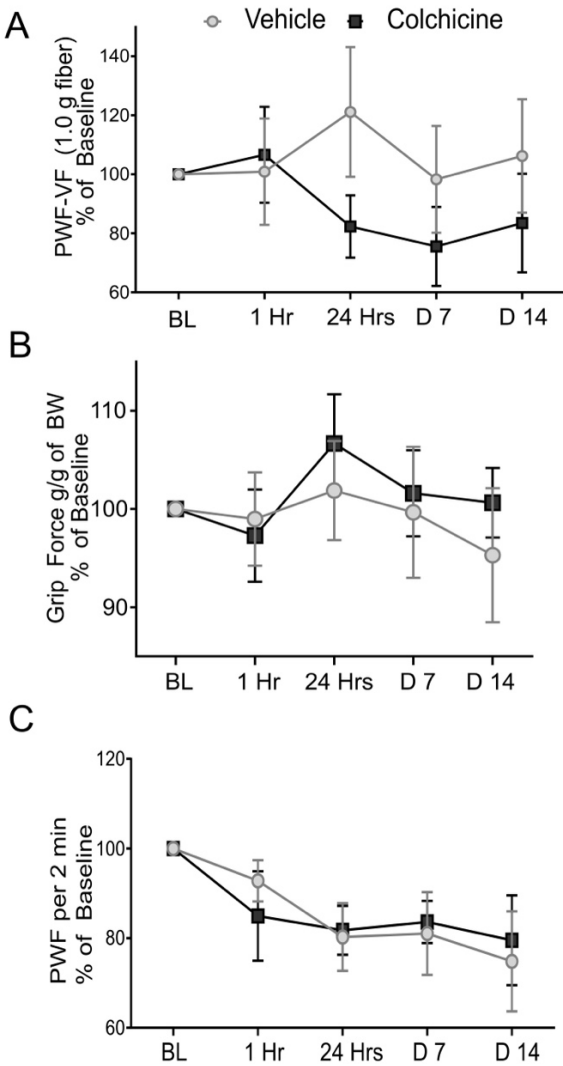 A
Vehicle Colchicine
PWF-VF (1.0 g fiber)
% of Baseline
140
120
100
80
60
BL 1 Hr 24 Hrs D 7 D 14
B
Grip Force g/g of BW
% of Baseline
110
100
90
BL 1 Hr 24 Hrs D 7 D 14
C
PWF per 2 min
% of Baseline
120
100
80
60
BL 1 Hr 24 Hrs D 7 D 14